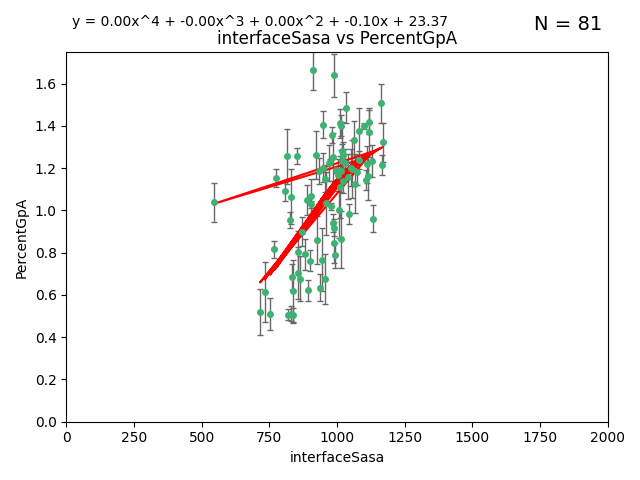 y = 0.00x^4 + -0.00x^3 + 0.00x^2 + -0.10x + 23.37
N = 81
interfaceSasa vs PercentGpA
PercentGpA
1.6
1.4
1.2
1.0
0.8
0.6
0.4
0.2
0.0
0 250 500 750 1000 1250 1500 1750 2000
interfaceSasa